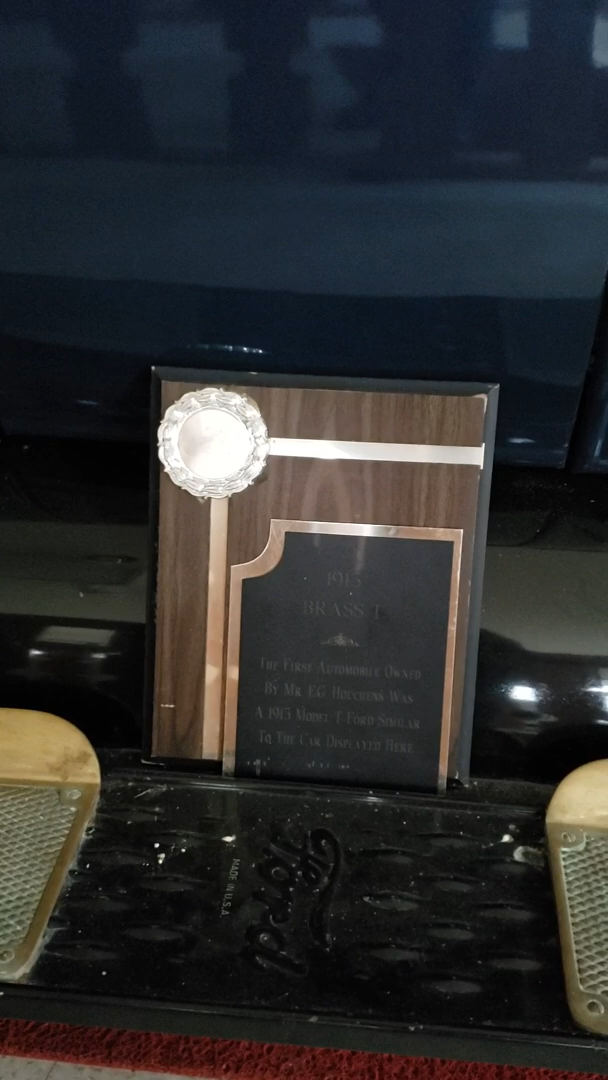 1913
BRASS T
THE FIRST AUTOMOBILE OWNED
BY MR. E.G. HOUCHENS WAS
A 1913 MODEL T FORD SIMILAR
TO THE CAR DISPLAYED HERE.
Ford
MADE IN U.S.A